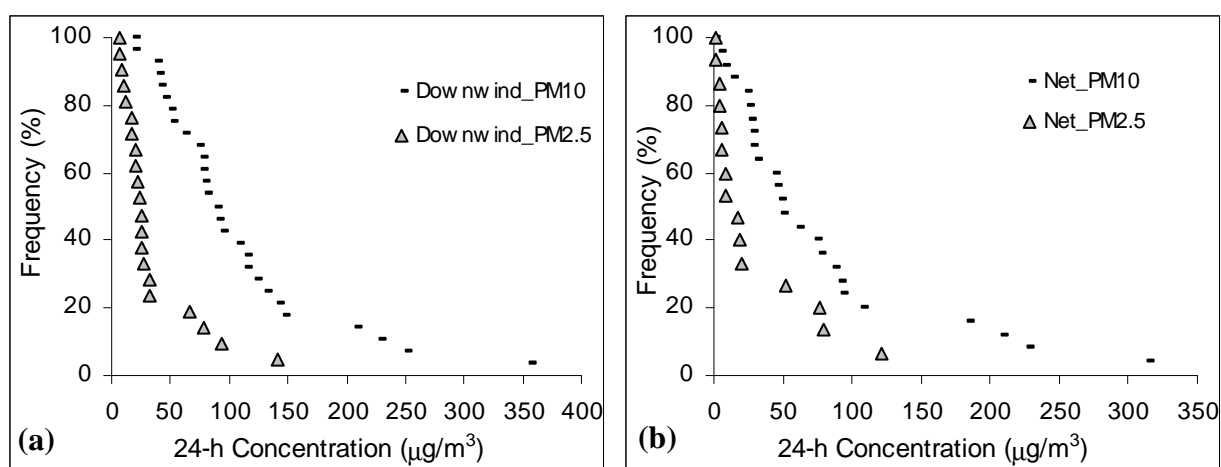 100
80
60
40
20
0
Frequency (%)
Dow nw ind_PM10
Dow nw ind_PM2.5
0 50 100 150 200 250 300 350 400
24-h Concentration (μg/m³)
(a)
100
80
60
40
20
0
Frequency (%)
Net_PM10
Net_PM2.5
0 50 100 150 200 250 300 350
24-h Concentration (μg/m³)
(b)